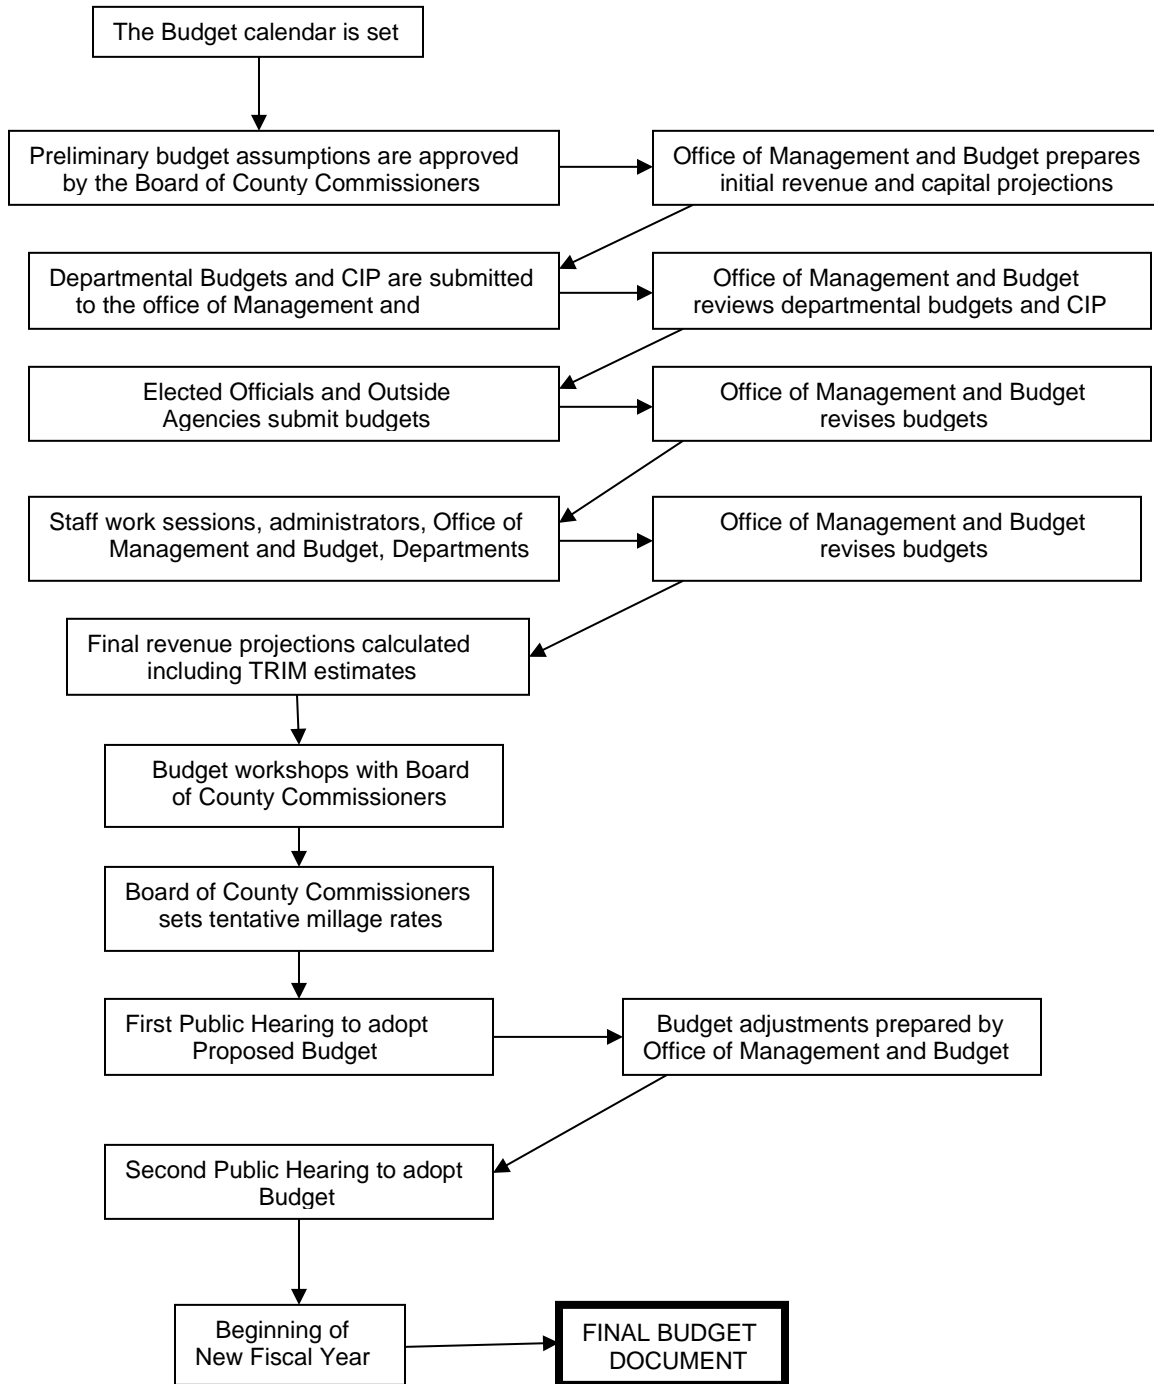 The Budget calendar is set
Preliminary budget assumptions are approved
by the Board of County Commissioners
Office of Management and Budget prepares
initial revenue and capital projections
Departmental Budgets and CIP are submitted
to the office of Management and
Office of Management and Budget
reviews departmental budgets and CIP
Elected Officials and Outside
Agencies submit budgets
Office of Management and Budget
revises budgets
Staff work sessions, administrators, Office of
Management and Budget, Departments
Office of Management and Budget
revises budgets
Final revenue projections calculated
including TRIM estimates
Budget workshops with Board
of County Commissioners
Board of County Commissioners
sets tentative millage rates
First Public Hearing to adopt
Proposed Budget
Budget adjustments prepared by
Office of Management and Budget
Second Public Hearing to adopt
Budget
Beginning of
New Fiscal Year
FINAL BUDGET
DOCUMENT